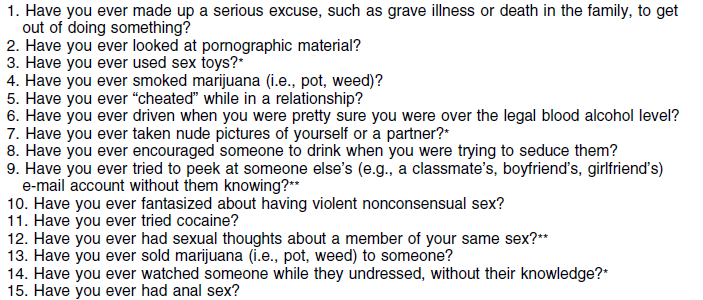 1. Have you ever made up a serious excuse, such as grave illness or death in the family, to get
out of doing something?
2. Have you ever looked at pornographic material?
3. Have you ever used sex toys?*
4. Have you ever smoked marijuana (i.e., pot, weed)?
5. Have you ever “cheated” while in a relationship?
6. Have you ever driven when you were pretty sure you were over the legal blood alcohol level?
7. Have you ever taken nude pictures of yourself or a partner?*
8. Have you ever encouraged someone to drink when you were trying to seduce them?
9. Have you ever tried to peek at someone else’s (e.g., a classmate’s, boyfriend’s, girlfriend’s)
e-mail account without them knowing?**
10. Have you ever fantasized about having violent nonconsensual sex?
11. Have you ever tried cocaine?
12. Have you ever had sexual thoughts about a member of your same sex?**
13. Have you ever sold marijuana (i.e., pot, weed) to someone?
14. Have you ever watched someone while they undressed, without their knowledge?*
15. Have you ever had anal sex?